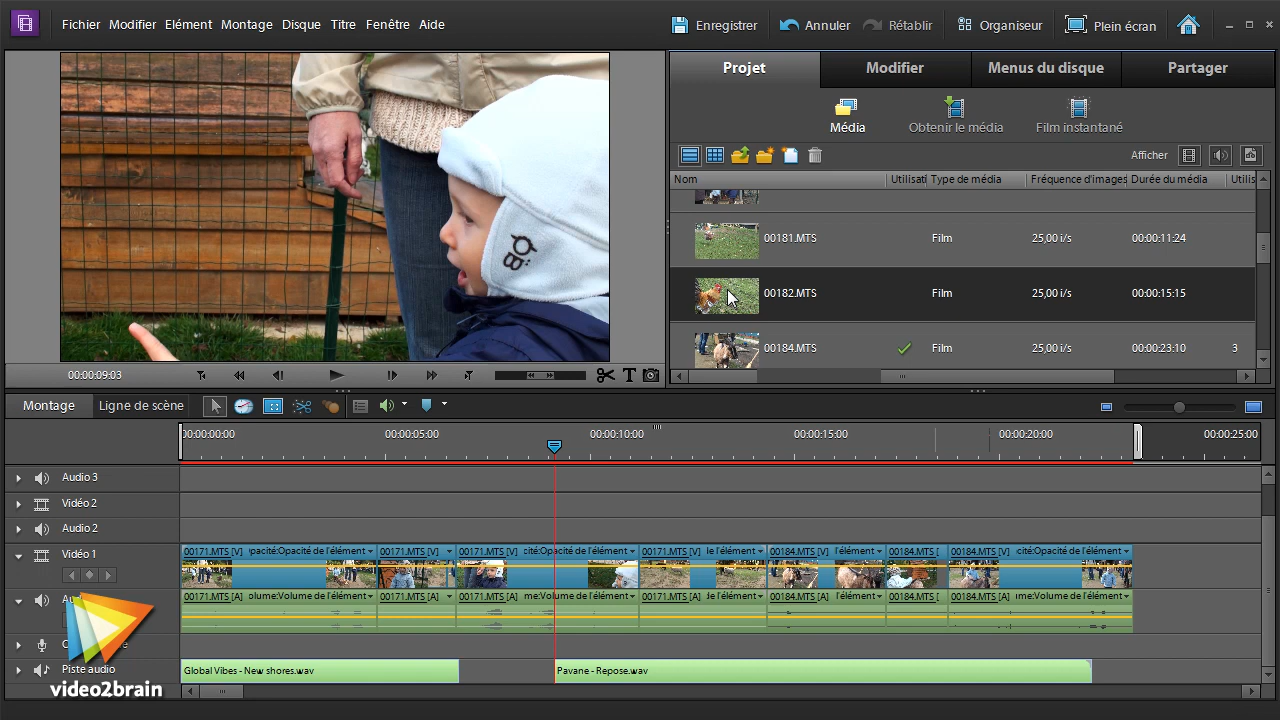 Fichier Modifier Elément Montage Disque Titre Fenêtre Aide
Enregistrer Annuler Rétablir Organiseur Plein écran
Projet Modifier Menus du disque Partager
Média Obtenir le média Film instantané
Afficher
Nom Utilisati Type de média Fréquence d'images Durée du média Utilis
00181.MTS Film 25,00 i/s 00:00:11:24
00182.MTS Film 25,00 i/s 00:00:15:15
00184.MTS Film 25,00 i/s 00:00:23:10 3
00:00:09:03
Montage Ligne de scène
00:00:00:00 00:00:05:00 00:00:10:00 00:00:15:00 00:00:20:00 00:00:25:00
Audio 3
Vidéo 2
Audio 2
Vidéo 1
00171.MTS [V] pacité:Opacité de l'élément 00171.MTS [V] 00171.MTS [V] cité:Opacité de l'élément 00171.MTS [V] le l'élément 00184.MTS [V] l'élément 00184.MTS [ 00184.MTS [V] cité:Opacité de l'élément
00171.MTS [A] olume:Volume de l'élément 00171.MTS [A] 00171.MTS [A] me:Volume de l'élément 00171.MTS [A] le l'élément 00184.MTS [A] l'élément 00184.MTS [ 00184.MTS [A] ume:Volume de l'élément
Piste audio
Global Vibes - New shores.wav Pavane - Repose.wav
video2brain